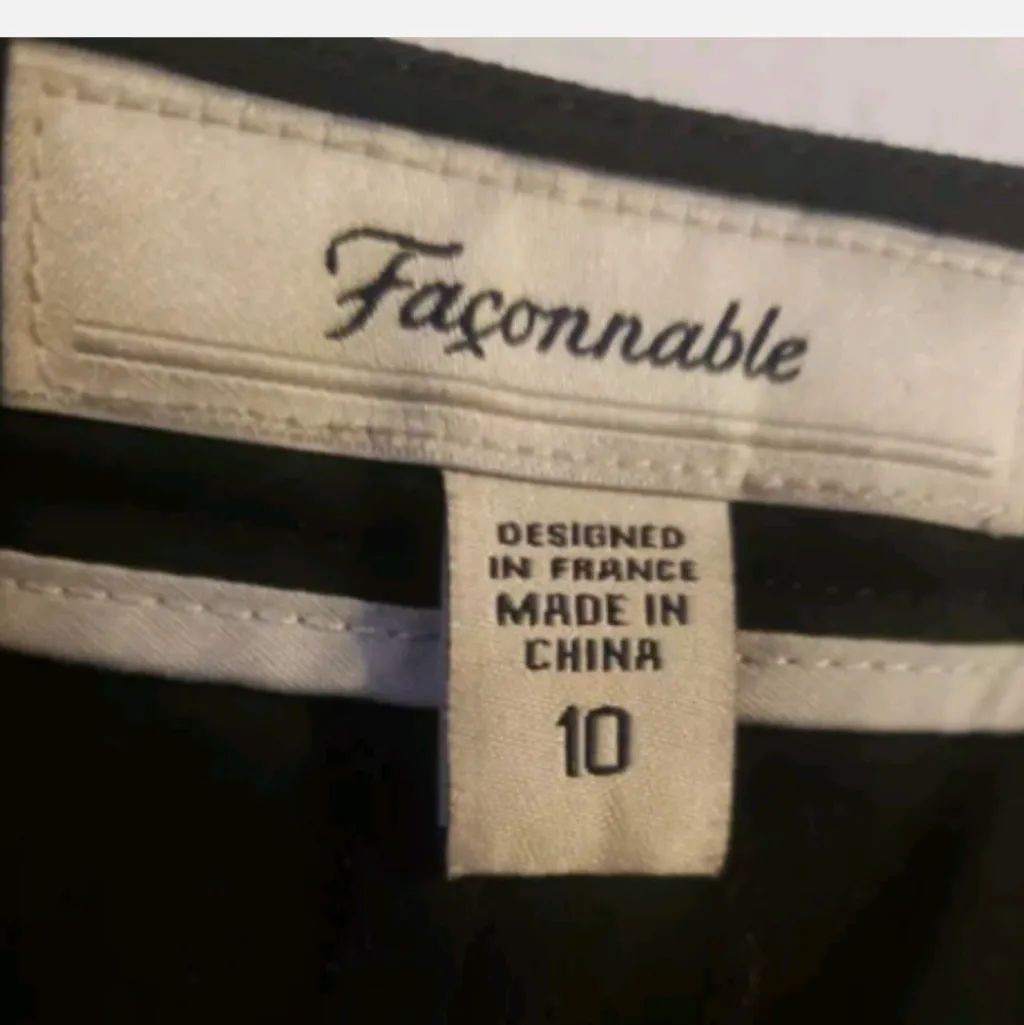 Façonnable
DESIGNED
IN FRANCE
MADE IN
CHINA
10